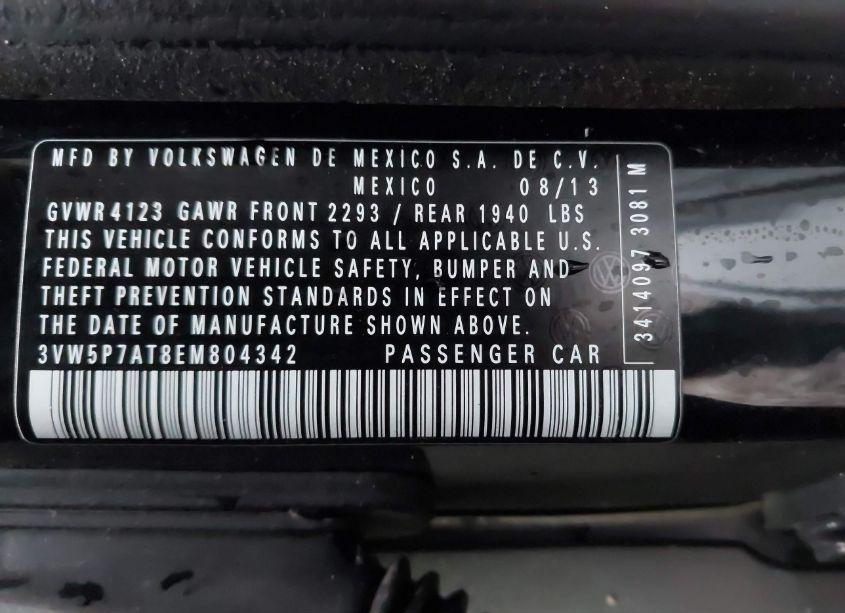 MFD BY VOLKSWAGEN DE MEXICO S.A. DE C.V.
MEXICO 08/13
GVWR 4123 GAWR FRONT 2293 / REAR 1940 LBS
THIS VEHICLE CONFORMS TO ALL APPLICABLE U.S.
FEDERAL MOTOR VEHICLE SAFETY, BUMPER AND
THEFT PREVENTION STANDARDS IN EFFECT ON
THE DATE OF MANUFACTURE SHOWN ABOVE.
3VW5P7AT8EM804342 PASSENGER CAR
3414097 3081 M